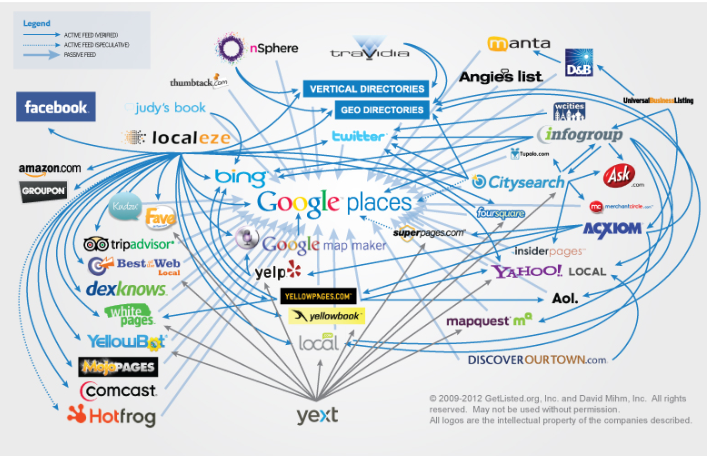 Legend
ACTIVE FEED (VERIFIED)
ACTIVE FEED (SPECULATIVE)
PASSIVE FEED
nSphere
travidia
manta
Angie's list
D&B
thumbtack.com
VERTICAL DIRECTORIES
GEO DIRECTORIES
UniversalBusinessListing
facebook
judy's book
wcities
localeze
twitter
infogroup
Tupalo.com
amazon.com
bing
Citysearch
Ask.com
GROUPON
Google places
Kudzu
Fave
foursquare
merchantcircle.com
superpages.com
ACXIOM
tripadvisor
Google map maker
insiderpages
Best of the Web
Local
yelp
YAHOO! LOCAL
dexknows
YELLOWPAGES.COM
Aol.
white
pages
yellowbook
mapquest m
YellowBot
local
MojoPAGES
DISCOVEROURTOWN.com
COMCAST
Hotfrog
yext
© 2009-2012 GetListed.org, Inc. and David Mihm, Inc. All rights
reserved. May not be used without permission.
All logos are the intellectual property of the companies described.